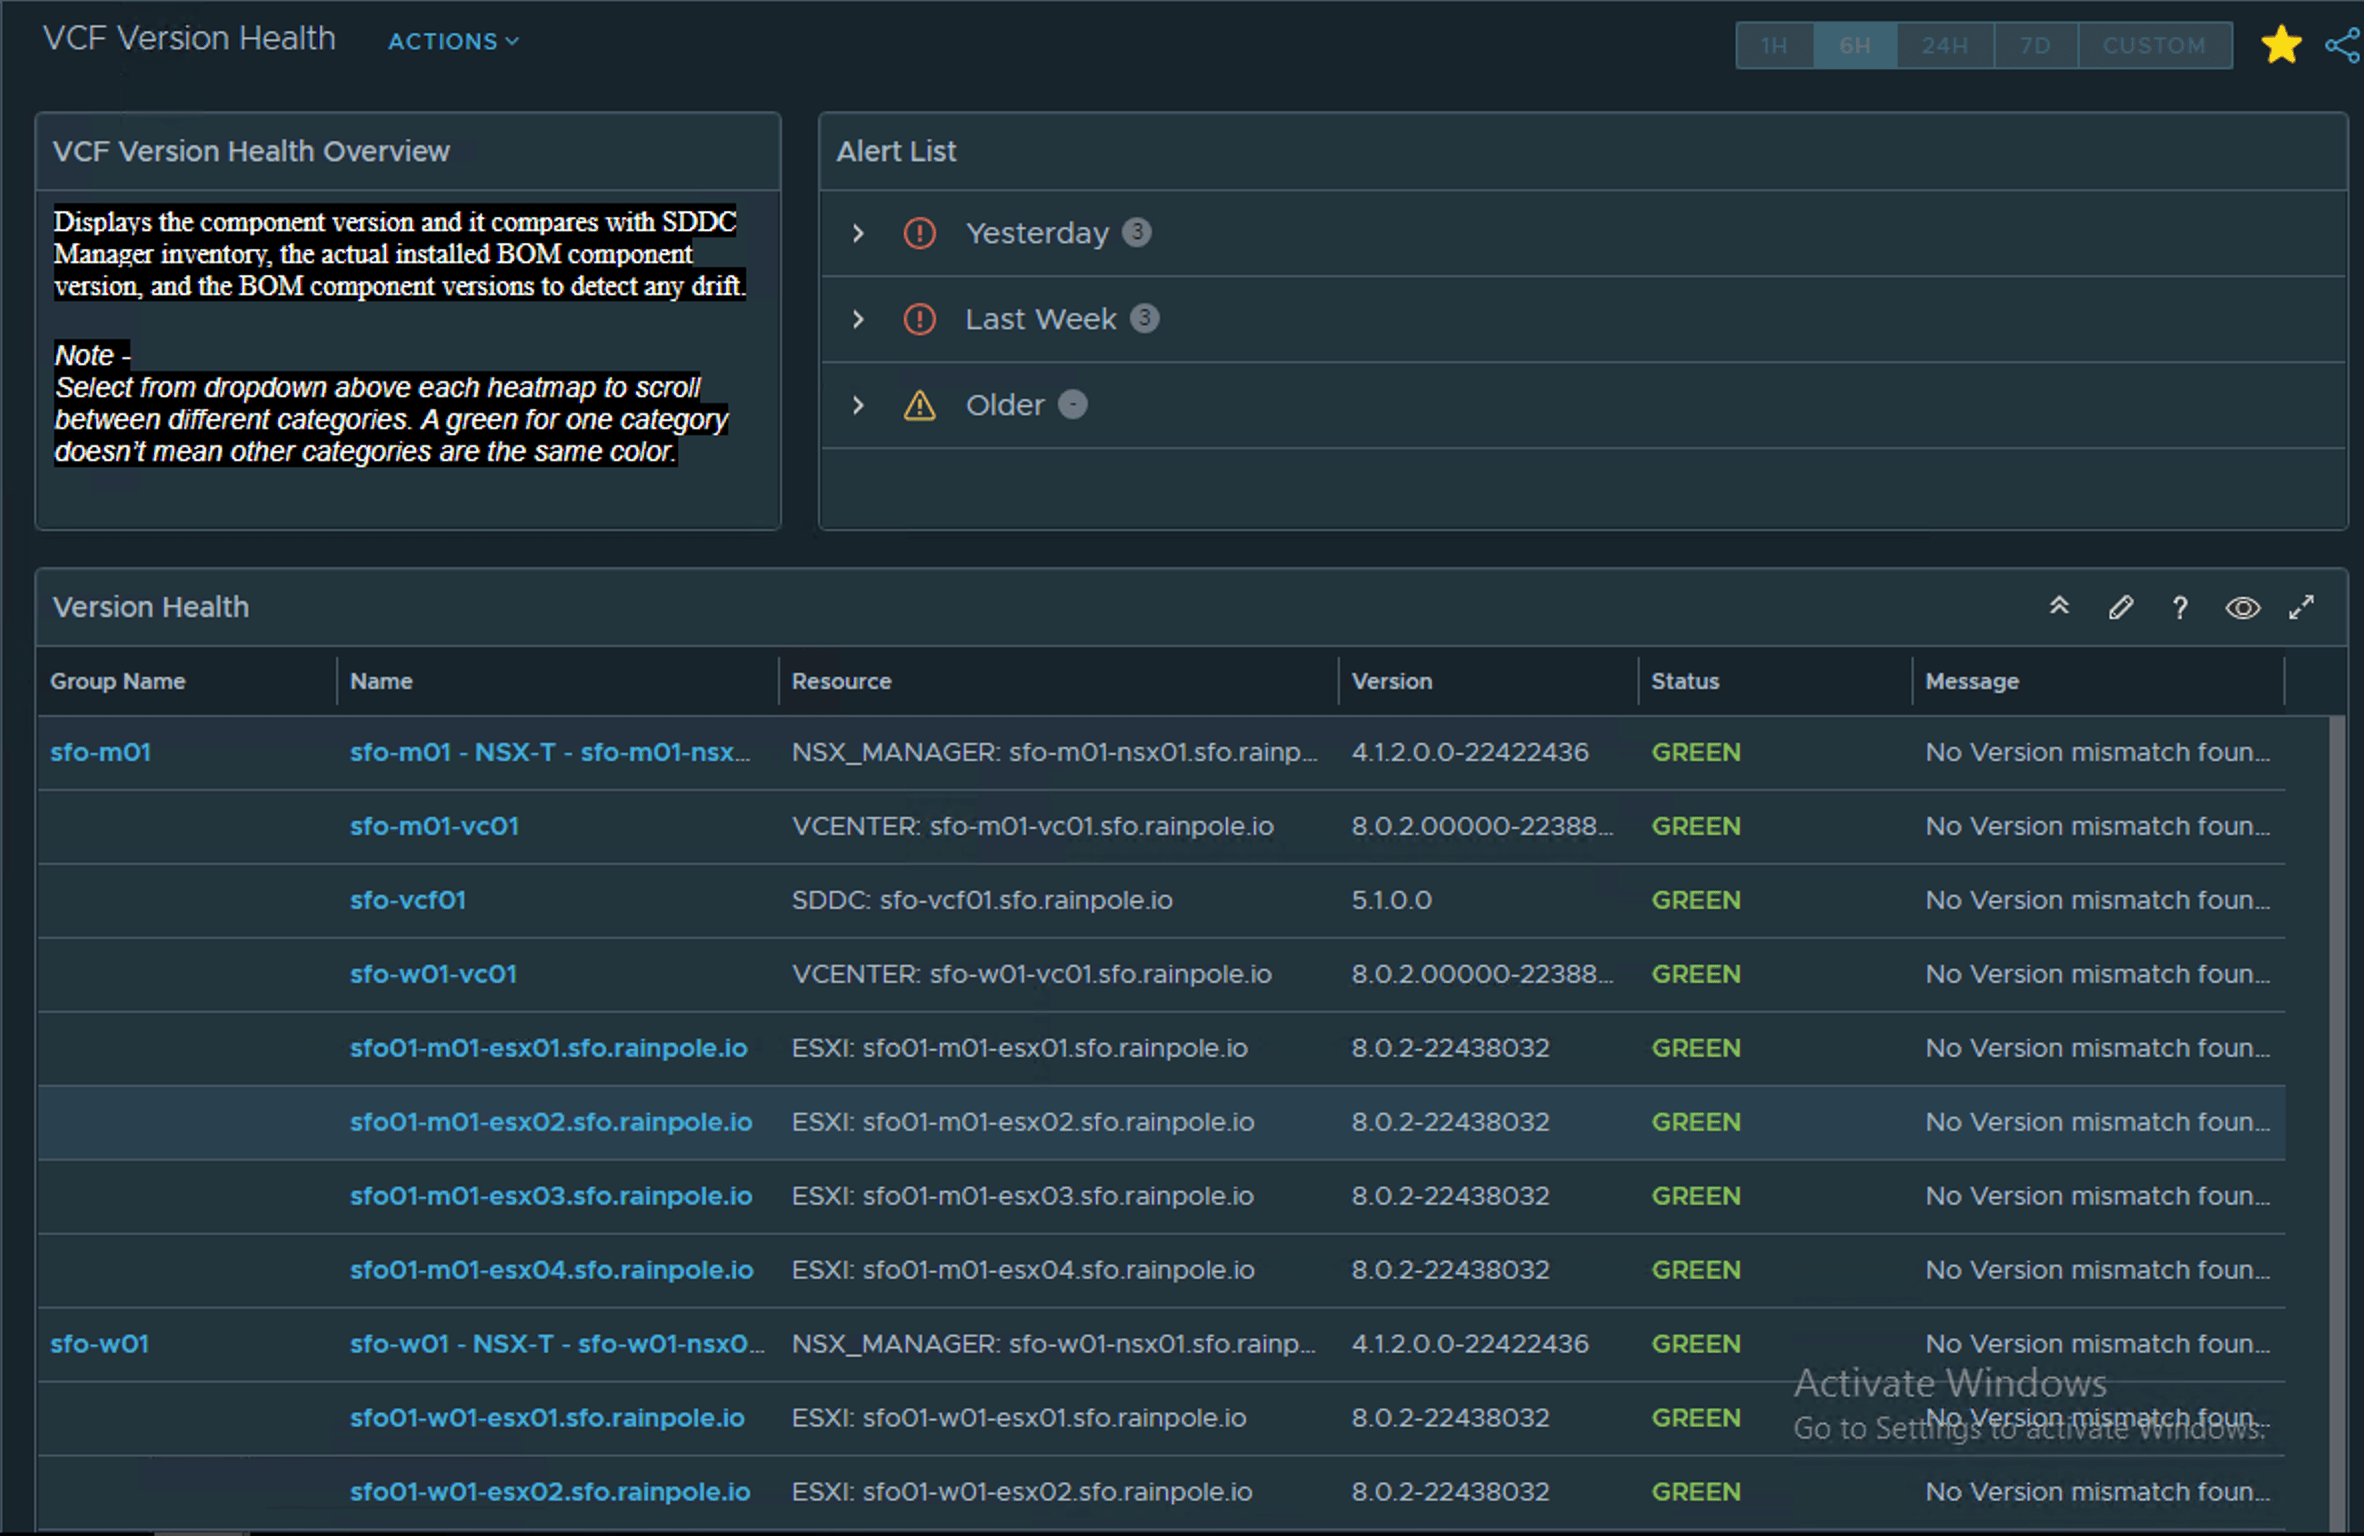 VCF Version Health ACTIONS 1H 6H 24H 7D CUSTOM
VCF Version Health Overview
Displays the component version and it compares with SDDC
Manager inventory, the actual installed BOM component
version, and the BOM component versions to detect any drift.
Note -
Select from dropdown above each heatmap to scroll
between different categories. A green for one category
doesn't mean other categories are the same color.
Alert List
Yesterday 3
Last Week 3
Older -
Version Health ?
Group Name Name Resource Version Status Message
sfo-m01 sfo-m01 - NSX-T - sfo-m01-nsx... NSX_MANAGER: sfo-m01-nsx01.sfo.rainp... 4.1.2.0.0-22422436 GREEN No Version mismatch foun...
sfo-m01-vc01 VCENTER: sfo-m01-vc01.sfo.rainpole.io 8.0.2.00000-22388... GREEN No Version mismatch foun...
sfo-vcf01 SDDC: sfo-vcf01.sfo.rainpole.io 5.1.0.0 GREEN No Version mismatch foun...
sfo-w01-vc01 VCENTER: sfo-w01-vc01.sfo.rainpole.io 8.0.2.00000-22388... GREEN No Version mismatch foun...
sfo01-m01-esx01.sfo.rainpole.io ESXI: sfo01-m01-esx01.sfo.rainpole.io 8.0.2-22438032 GREEN No Version mismatch foun...
sfo01-m01-esx02.sfo.rainpole.io ESXI: sfo01-m01-esx02.sfo.rainpole.io 8.0.2-22438032 GREEN No Version mismatch foun...
sfo01-m01-esx03.sfo.rainpole.io ESXI: sfo01-m01-esx03.sfo.rainpole.io 8.0.2-22438032 GREEN No Version mismatch foun...
sfo01-m01-esx04.sfo.rainpole.io ESXI: sfo01-m01-esx04.sfo.rainpole.io 8.0.2-22438032 GREEN No Version mismatch foun...
sfo-w01 sfo-w01 - NSX-T - sfo-w01-nsx0... NSX_MANAGER: sfo-w01-nsx01.sfo.rainp... 4.1.2.0.0-22422436 GREEN No Version mismatch foun...
Activate Windows
sfo01-w01-esx01.sfo.rainpole.io ESXI: sfo01-w01-esx01.sfo.rainpole.io 8.0.2-22438032 GREEN No Version mismatch foun...
Go to Settings to activate Windows.
sfo01-w01-esx02.sfo.rainpole.io ESXI: sfo01-w01-esx02.sfo.rainpole.io 8.0.2-22438032 GREEN No Version mismatch foun...